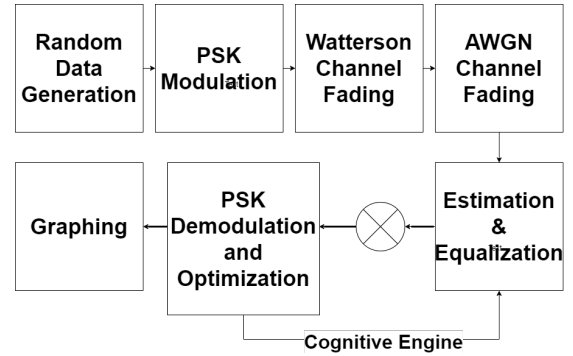 Random
Data
Generation
PSK
Modulation
Watterson
Channel
Fading
AWGN
Channel
Fading
Graphing
PSK
Demodulation
and
Optimization
Estimation
&
Equalization
Cognitive Engine